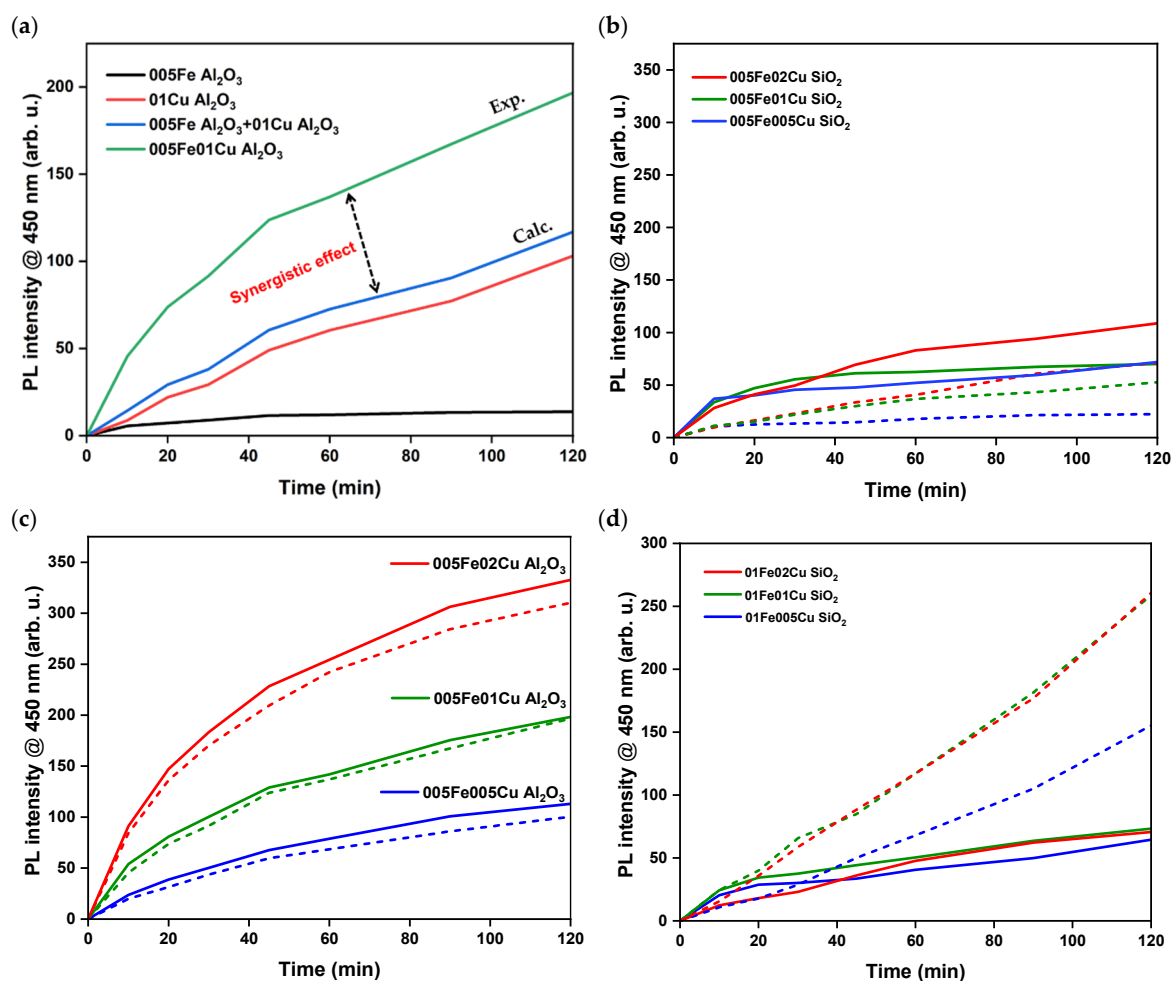 (a)
PL intensity @ 450 nm (arb. u.)
200
150
100
50
0
005Fe Al₂O₃
01Cu Al₂O₃
005Fe Al₂O₃+01Cu Al₂O₃
005Fe01Cu Al₂O₃
Exp.
Synergistic effect
Calc.
0 20 40 60 80 100 120
Time (min)
(b)
PL intensity @ 450 nm (arb. u.)
350
300
250
200
150
100
50
0
005Fe02Cu SiO₂
005Fe01Cu SiO₂
005Fe005Cu SiO₂
0 20 40 60 80 100 120
Time (min)
(c)
PL intensity @ 450 nm (arb. u.)
350
300
250
200
150
100
50
0
005Fe02Cu Al₂O₃
005Fe01Cu Al₂O₃
005Fe005Cu Al₂O₃
0 20 40 60 80 100 120
Time (min)
(d)
PL intensity @ 450 nm (arb. u.)
300
250
200
150
100
50
0
01Fe02Cu SiO₂
01Fe01Cu SiO₂
01Fe005Cu SiO₂
0 20 40 60 80 100 120
Time (min)